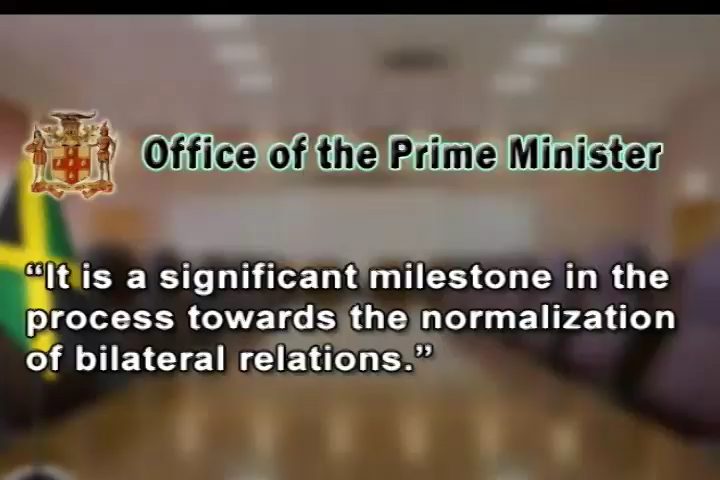 Office of the Prime Minister
“It is a significant milestone in the
process towards the normalization
of bilateral relations.”